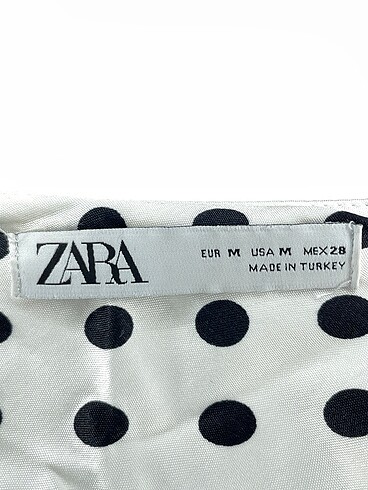 ZARA
EUR M USA M MEX 28
MADE IN TURKEY